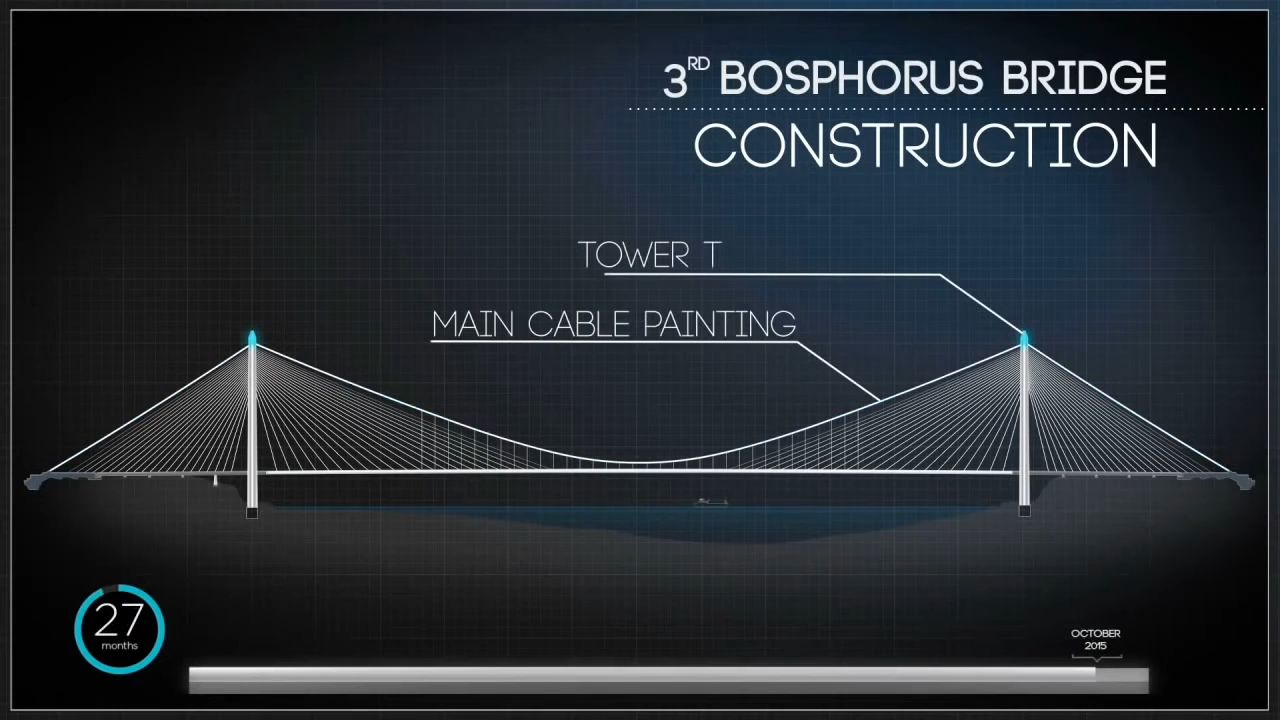 3RD BOSPHORUS BRIDGE
CONSTRUCTION
TOWER T
MAIN CABLE PAINTING
27
months
OCTOBER
2015